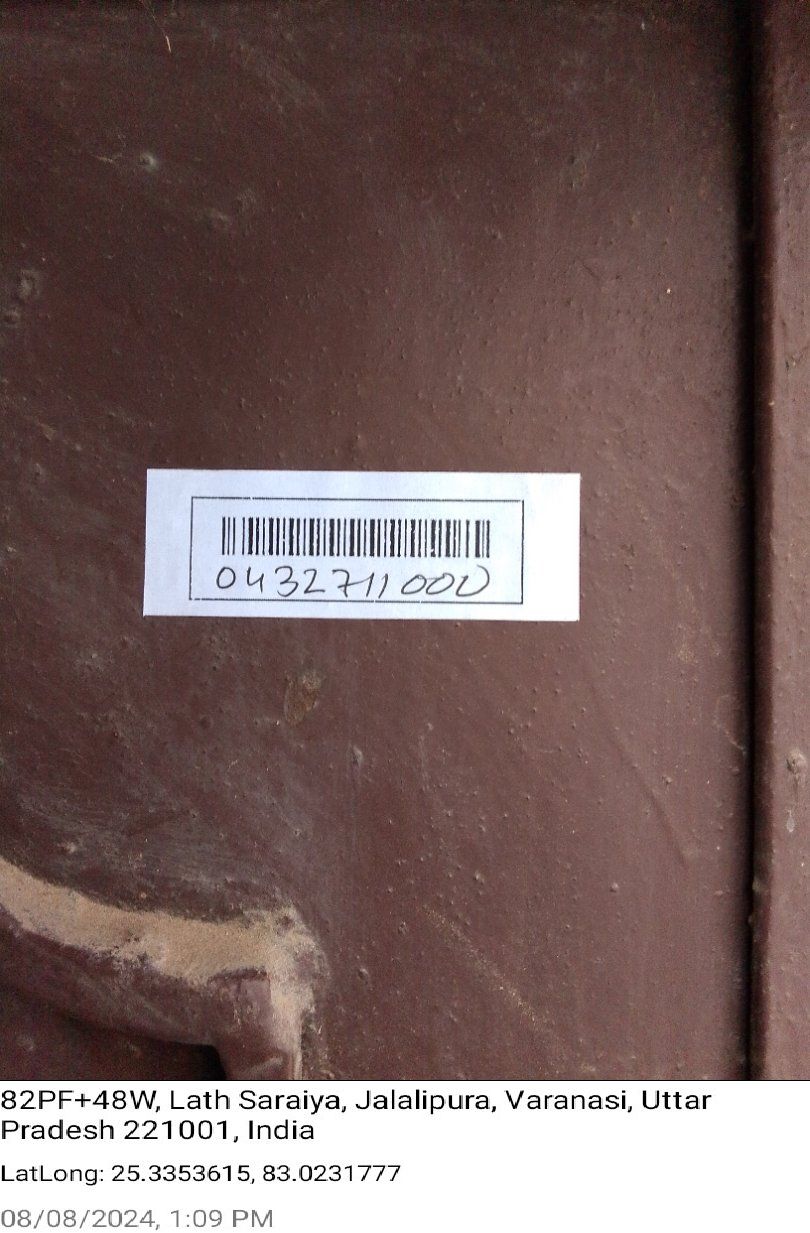 0432711000
82PF+48W, Lath Saraiya, Jalalipura, Varanasi, Uttar
Pradesh 221001, India
LatLong: 25.3353615, 83.0231777
08/08/2024, 1:09 PM